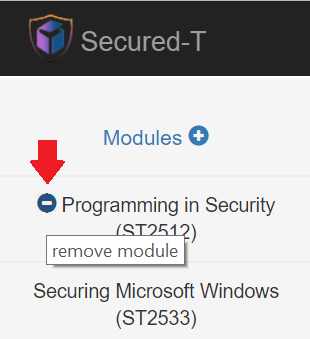 Secured-T
Modules
Programming in Security
(ST2512)
remove module
Securing Microsoft Windows
(ST2533)